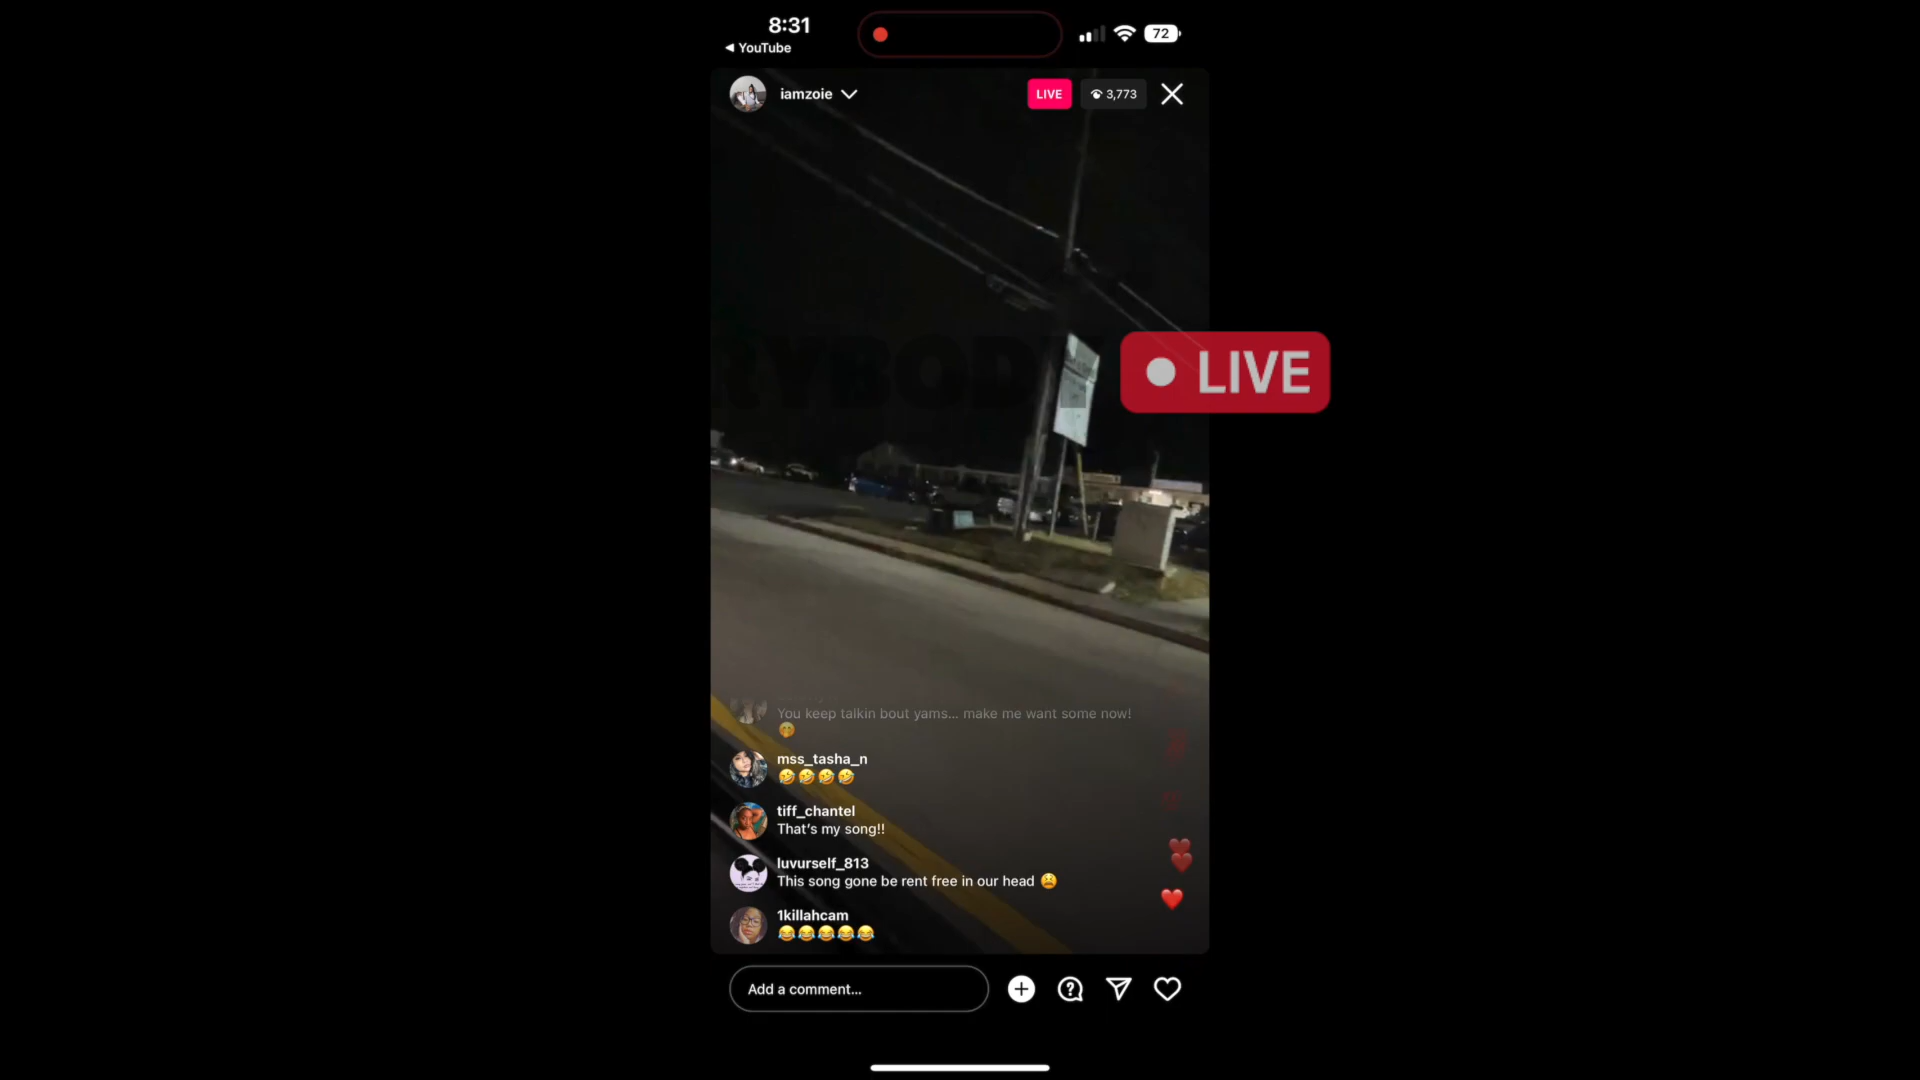 8:31
72
◀ YouTube
iamzoie
LIVE
3,773
RYBOD
LIVE
You keep talkin bout yams... make me want some now!
🤭
mss_tasha_n
🤣🤣🤣🤣
tiff_chantel
That's my song!!
luvurself_813
This song gone be rent free in our head 😫
1killahcam
😂😂😂😂😂
Add a comment...